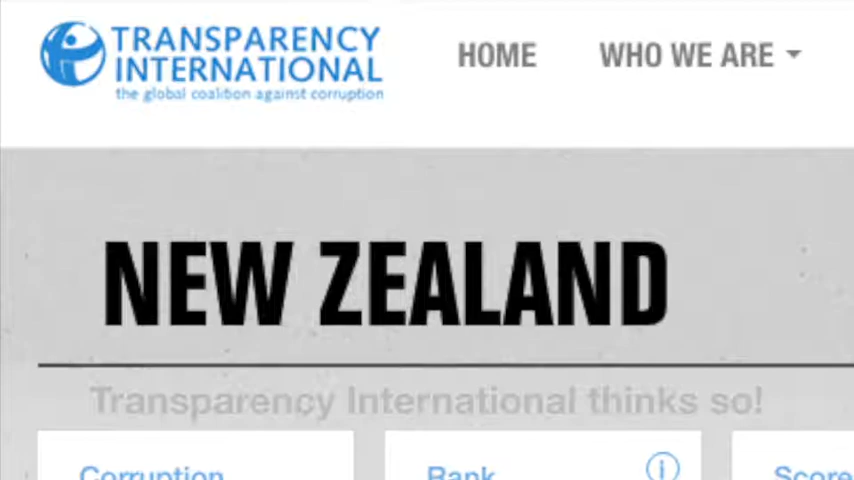 TRANSPARENCY
INTERNATIONAL
the global coalition against corruption
HOME WHO WE ARE
NEW ZEALAND
Transparency International thinks so!
Corruption Rank Score